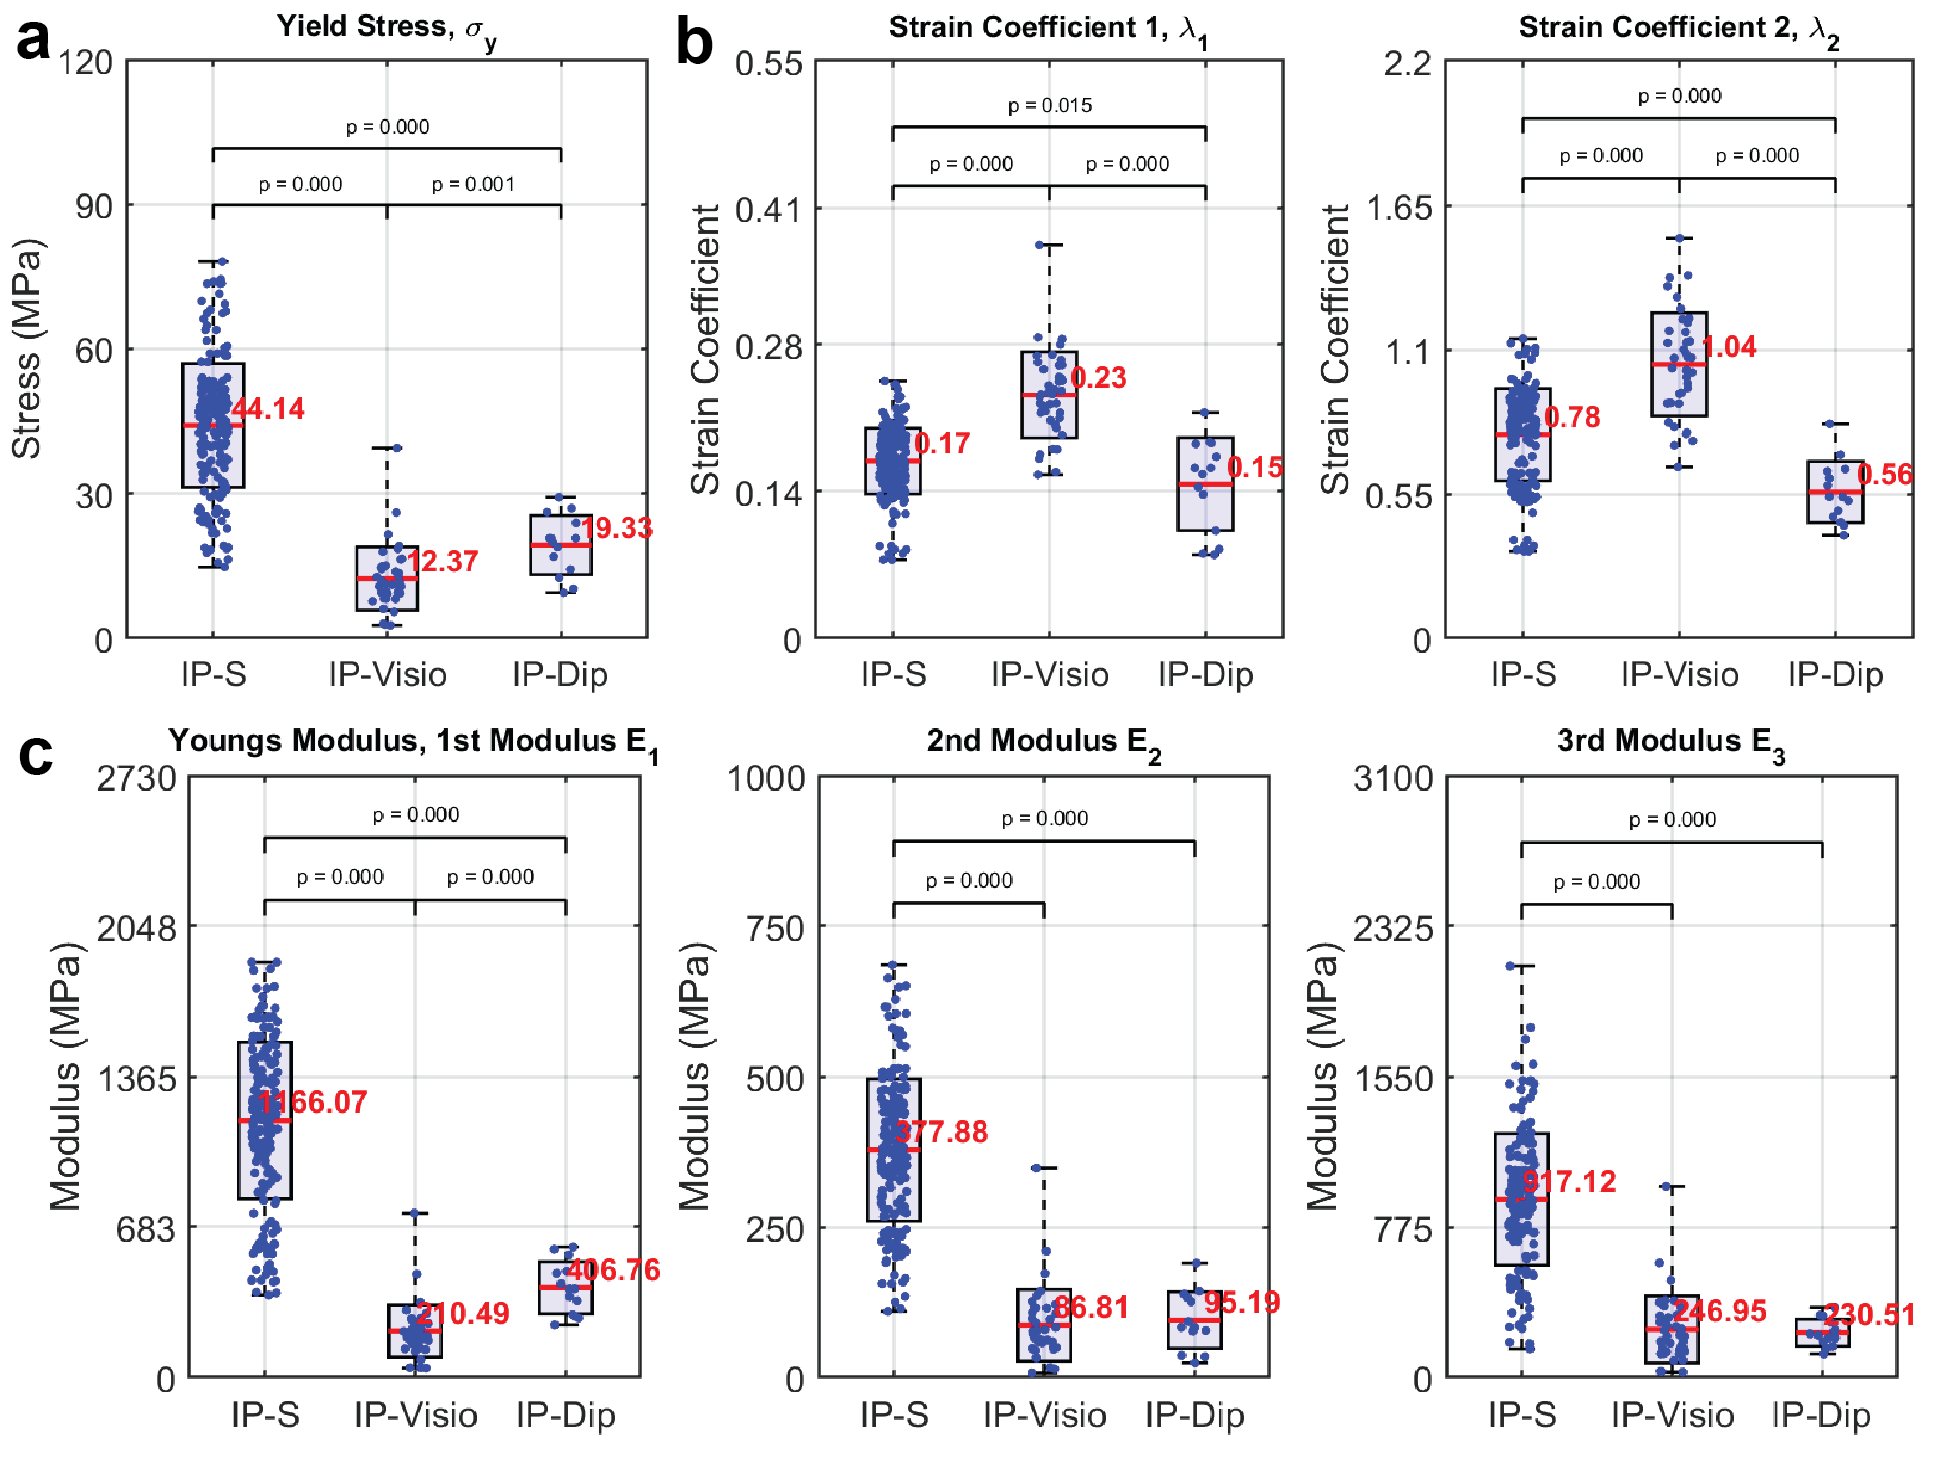 a
Yield Stress, σy
120
90
60
30
0
Stress (MPa)
p = 0.000
p = 0.000
p = 0.001
44.14
12.37
19.33
IP-S
IP-Visio
IP-Dip
b
Strain Coefficient 1, λ1
0.55
0.41
0.28
0.14
0
Strain Coefficient
p = 0.015
p = 0.000
p = 0.000
0.17
0.23
0.15
IP-S
IP-Visio
IP-Dip
Strain Coefficient 2, λ2
2.2
1.65
1.1
0.55
0
Strain Coefficient
p = 0.000
p = 0.000
p = 0.000
0.78
1.04
0.56
IP-S
IP-Visio
IP-Dip
c
Youngs Modulus, 1st Modulus E1
2730
2048
1365
683
0
Modulus (MPa)
p = 0.000
p = 0.000
p = 0.000
1166.07
210.49
406.76
IP-S
IP-Visio
IP-Dip
2nd Modulus E2
1000
750
500
250
0
Modulus (MPa)
p = 0.000
p = 0.000
377.88
86.81
95.19
IP-S
IP-Visio
IP-Dip
3rd Modulus E3
3100
2325
1550
775
0
Modulus (MPa)
p = 0.000
p = 0.000
917.12
246.95
230.51
IP-S
IP-Visio
IP-Dip